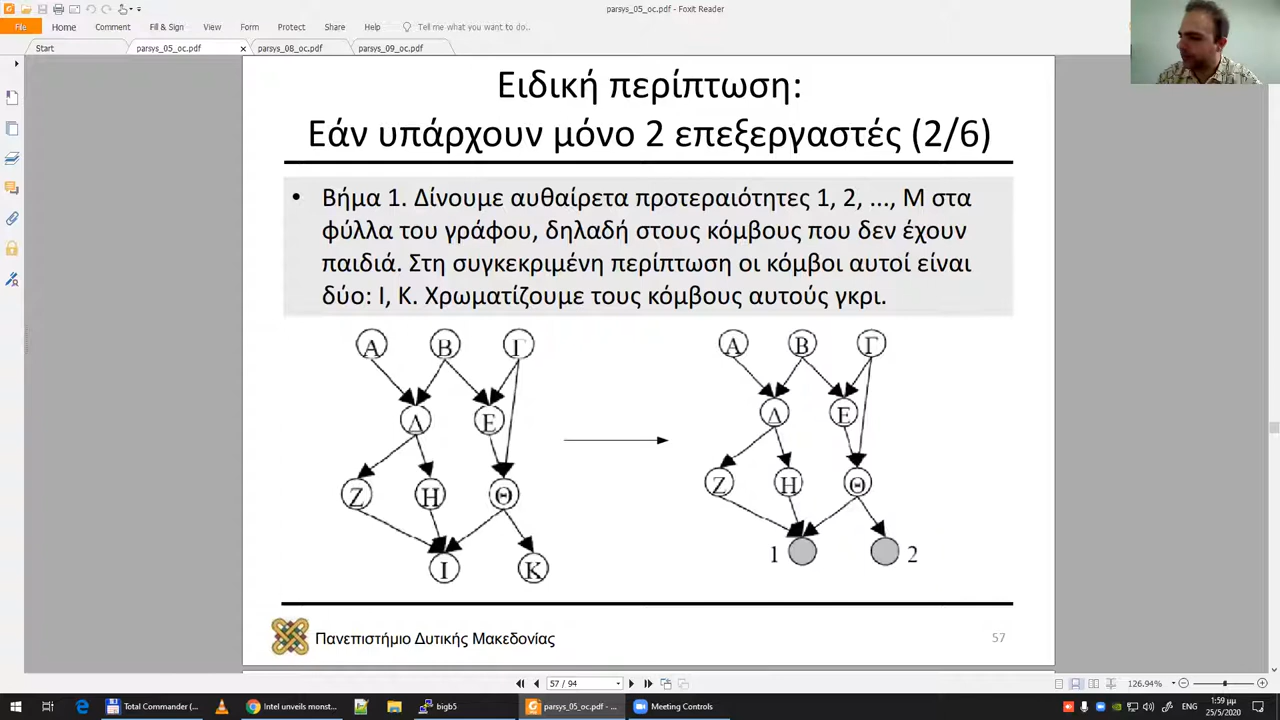 parsys_05_oc.pdf - Foxit Reader
File Home Comment Fill & Sign View Form Protect Share Help Tell me what you want to do...
Start parsys_05_oc.pdf parsys_08_oc.pdf parsys_09_oc.pdf
Ειδική περίπτωση:
Εάν υπάρχουν μόνο 2 επεξεργαστές (2/6)
• Βήμα 1. Δίνουμε αυθαίρετα προτεραιότητες 1, 2, ..., Μ στα
φύλλα του γράφου, δηλαδή στους κόμβους που δεν έχουν
παιδιά. Στη συγκεκριμένη περίπτωση οι κόμβοι αυτοί είναι
δύο: Ι, Κ. Χρωματίζουμε τους κόμβους αυτούς γκρι.
Α Β Γ Α Β Γ
Δ Ε Δ Ε
Ζ Η Θ Ζ Η Θ
Ι Κ 1 2
Πανεπιστήμιο Δυτικής Μακεδονίας 57
57 / 94 126.94%
Total Commander (... Intel unveils monst... bigb5 parsys_05_oc.pdf - ... Meeting Controls ENG 1:59 μμ
25/5/2020